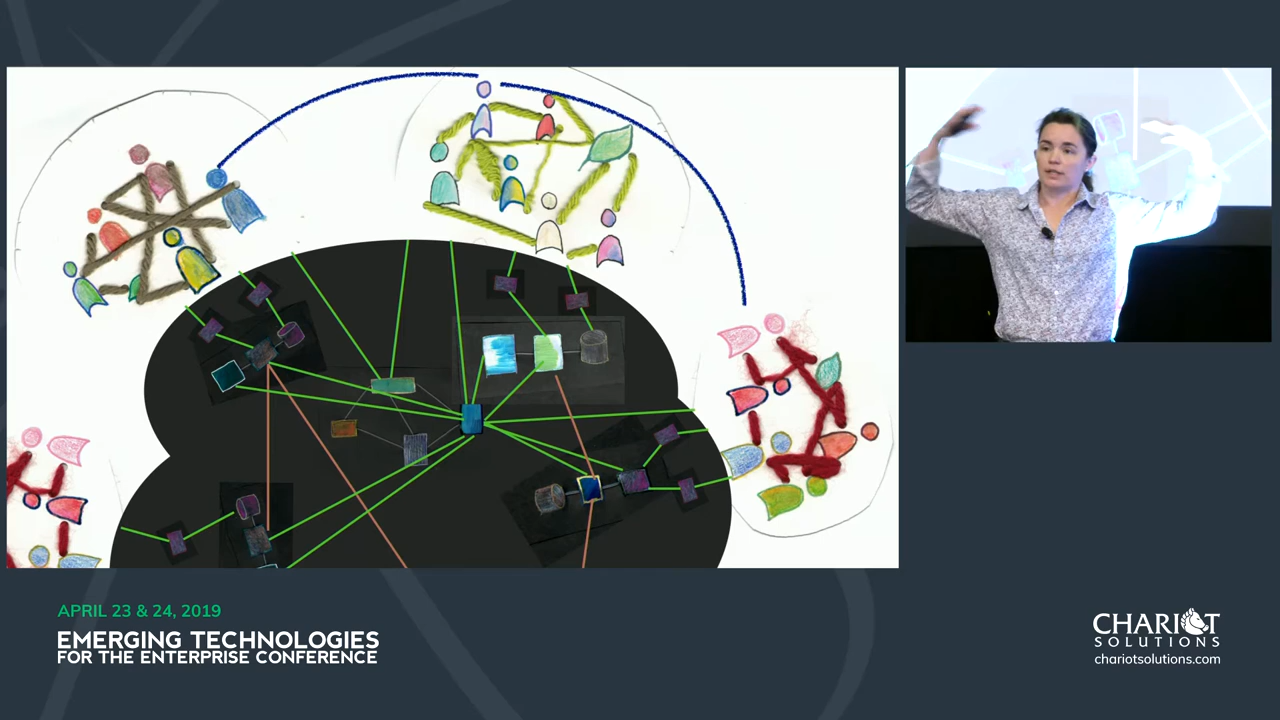 APRIL 23 & 24, 2019
EMERGING TECHNOLOGIES
FOR THE ENTERPRISE CONFERENCE
CHARIOT
SOLUTIONS
chariotsolutions.com